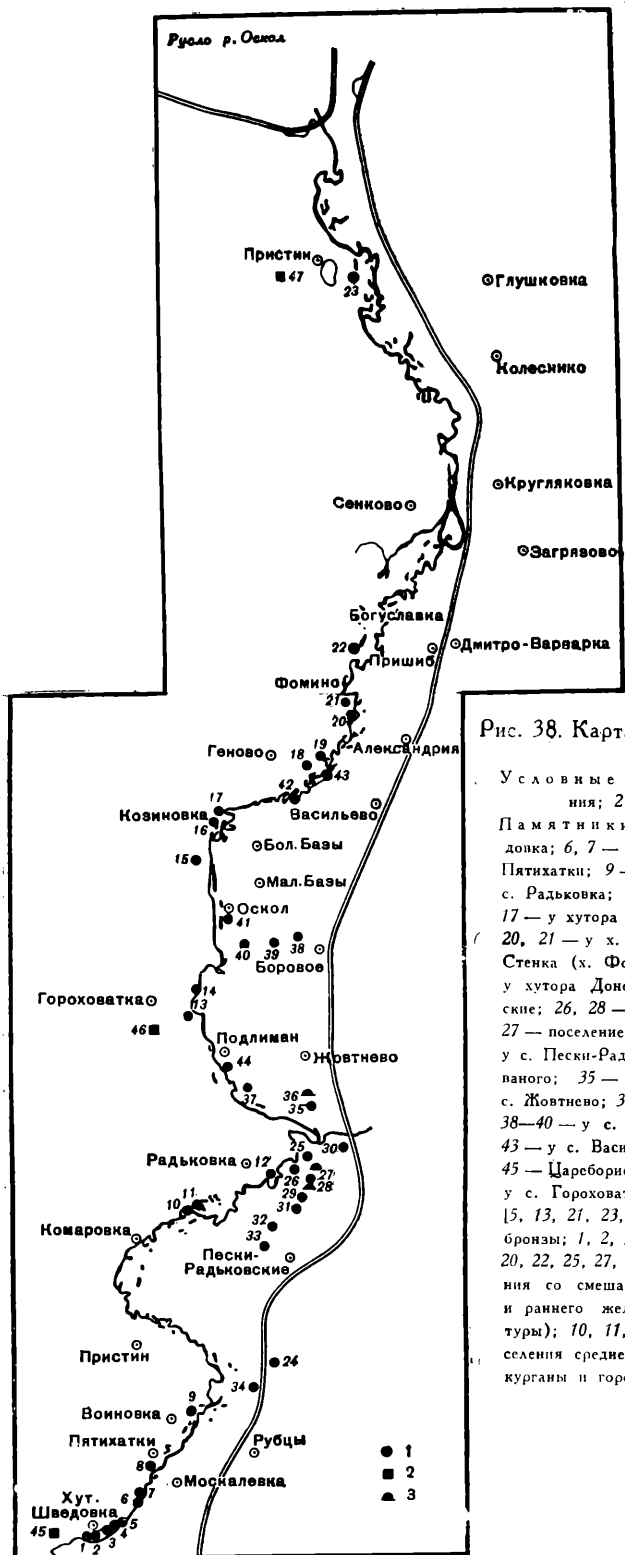 Русло р. Оскол
Пристин
47
23
Глушковка
Колеснико
Сенково
Кругляковка
Загрязово
Богуславка
22
Пришиб
Дмитро-Варварка
Фомино
21
20
Александрия
Геново
18
19
43
42
Васильево
17
Козиновка
16
15
Бол. Базы
Мал. Базы
Оскол
41
40
39
38
Боровое
14
Гороховатка
13
46
Подлиман
44
Жовтнево
37
36
35
30
25
Радьковка
12
26
27
28
29
31
10
11
32
33
Комаровка
Пески-
Радьковские
Пристин
24
34
9
Воиновка
Пятихатки
8
Рубцы
Москалевка
7
6
Хут.
Шведовка
45
1
2
3
4
5
1
2
3
Рис. 38. Карт
Условные
ния; 2
Памятники
довка; 6, 7 —
Пятихатки; 9 —
с. Радьковка;
17 — у хутора
20, 21 — у х.
Стенка (х. Фо
у хутора Доне
ские; 26, 28 —
27 — поселение
у с. Пески-Рад
ваного; 35 —
с. Жовтнево; 3
38—40 — у с.
43 — у с. Васи
45 — Царебори
у с. Гороховат
[5, 13, 21, 23,
бронзы; 1, 2,
20, 22, 25, 27,
ния со смеша
и раннего жел
туры); 10, 11,
селения средне
курганы и горо